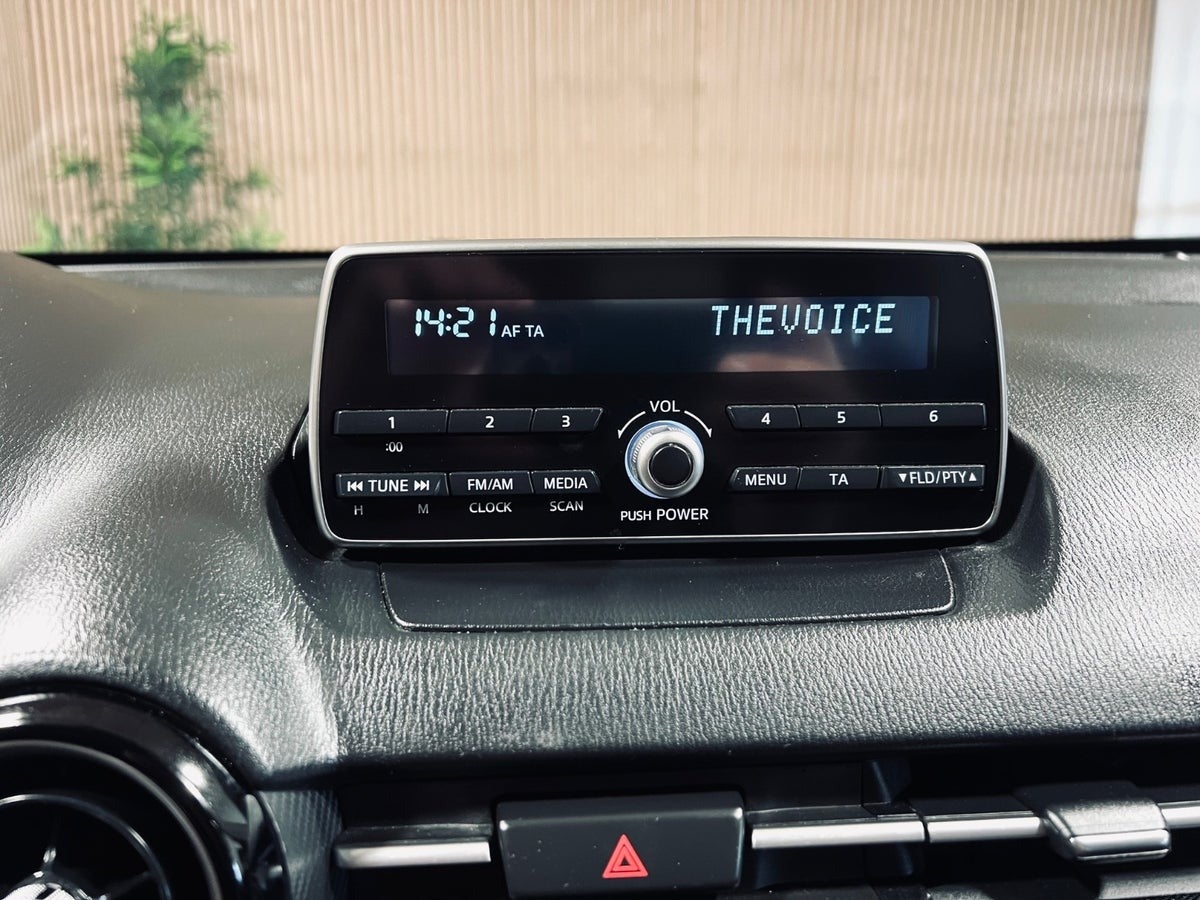 14:21 AF TA THEVOICE
VOL
1 2 3 4 5 6
:00
TUNE FM/AM MEDIA MENU TA ▼FLD/PTY▲
H M CLOCK SCAN
PUSH POWER